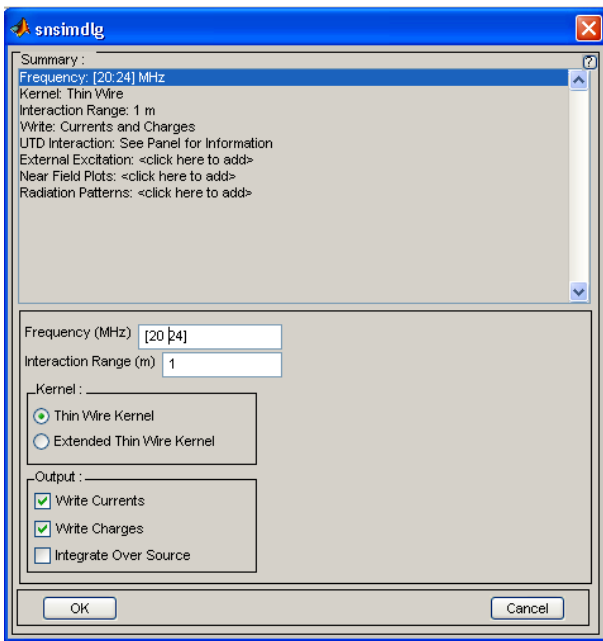 snsimdlg
Summary :
?
Frequency: [20:24] MHz
Kernel: Thin Wire
Interaction Range: 1 m
Write: Currents and Charges
UTD Interaction: See Panel for Information
External Excitation: <click here to add>
Near Field Plots: <click here to add>
Radiation Patterns: <click here to add>
Frequency (MHz) [20 24]
Interaction Range (m) 1
Kernel :
Thin Wire Kernel
Extended Thin Wire Kernel
Output :
Write Currents
Write Charges
Integrate Over Source
OK Cancel